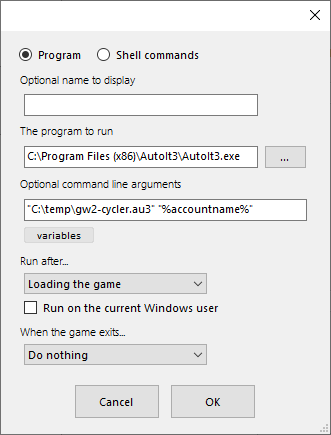 Program Shell commands
Optional name to display
The program to run
C:\Program Files (x86)\AutoIt3\AutoIt3.exe ...
Optional command line arguments
"C:\temp\gw2-cycler.au3" "%accountname%"
variables
Run after...
Loading the game
Run on the current Windows user
When the game exits...
Do nothing
Cancel OK